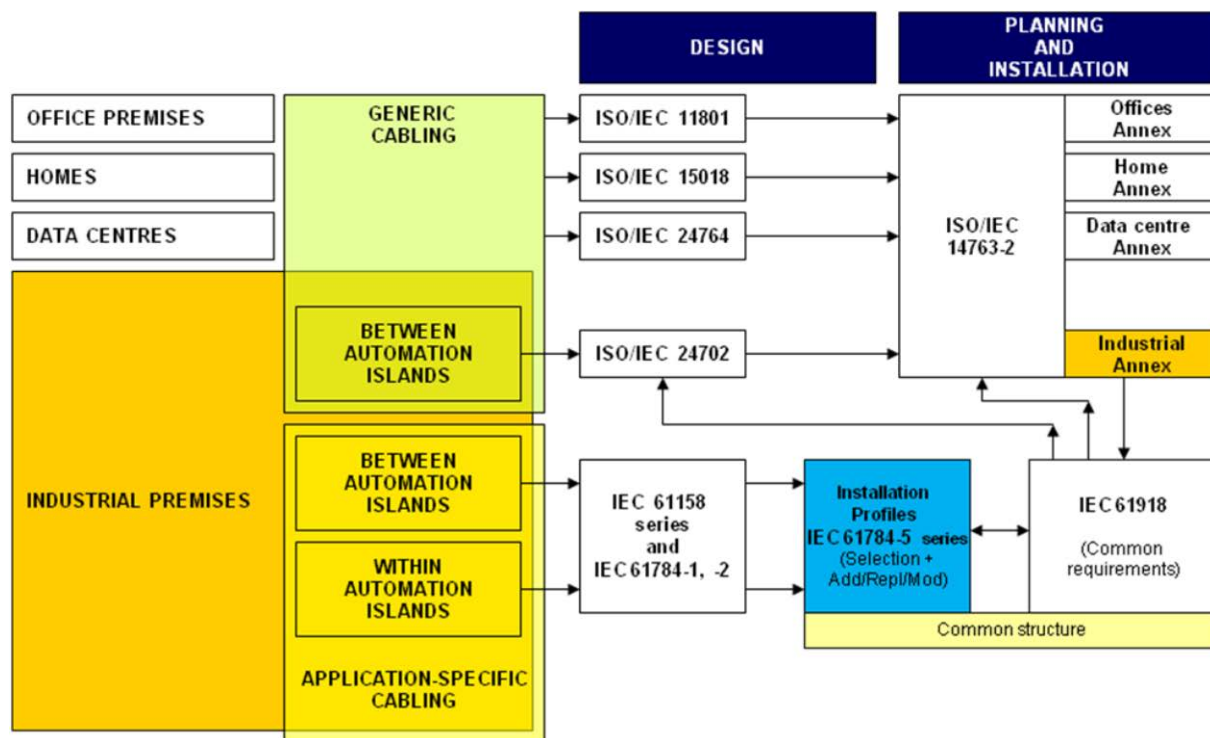 DESIGN
PLANNING
AND
INSTALLATION
OFFICE PREMISES
GENERIC
CABLING
ISO/IEC 11801
Offices
Annex
HOMES
ISO/IEC 15018
Home
Annex
DATA CENTRES
ISO/IEC 24764
ISO/IEC
14763-2
Data centre
Annex
BETWEEN
AUTOMATION
ISLANDS
ISO/IEC 24702
Industrial
Annex
INDUSTRIAL PREMISES
BETWEEN
AUTOMATION
ISLANDS
WITHIN
AUTOMATION
ISLANDS
APPLICATION-SPECIFIC
CABLING
IEC 61158
series
and
IEC 61784-1, -2
Installation
Profiles
IEC 61784-5 series
(Selection +
Add/Repl/Mod)
IEC 61918
(Common
requirements)
Common structure